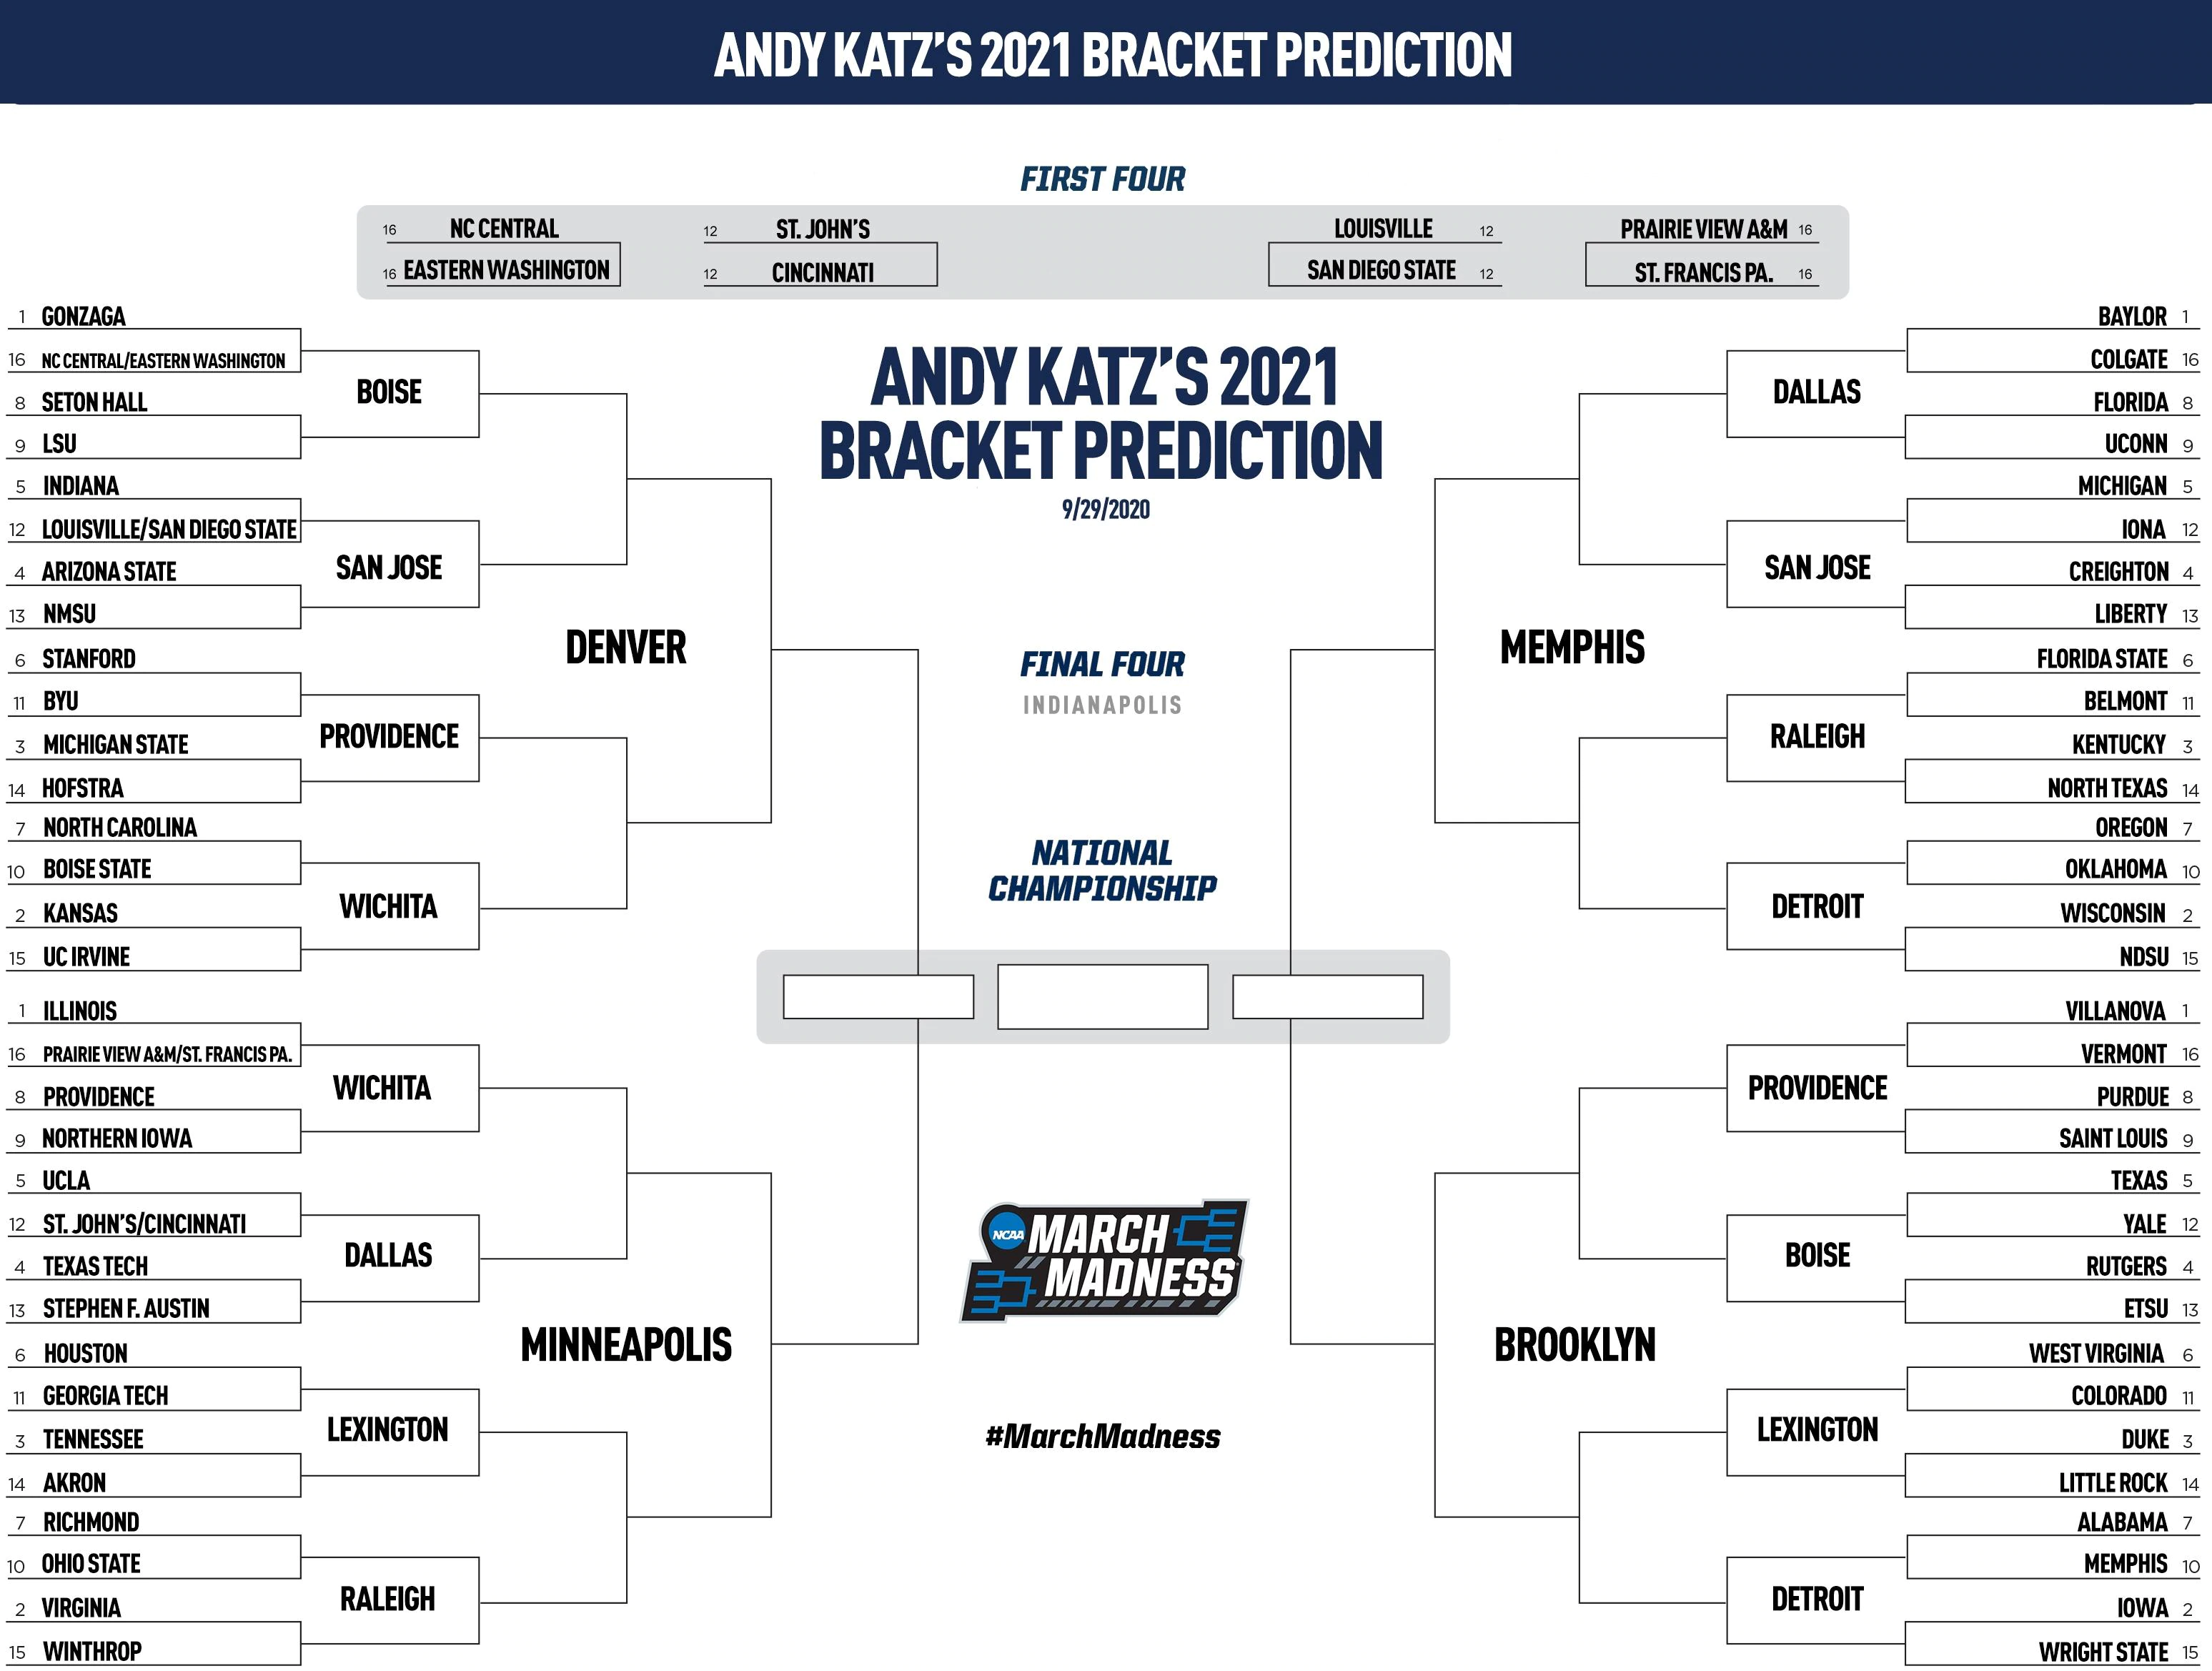 ANDY KATZ'S 2021 BRACKET PREDICTION
FIRST FOUR
16 NC CENTRAL
16 EASTERN WASHINGTON
12 ST. JOHN'S
12 CINCINNATI
LOUISVILLE 12
SAN DIEGO STATE 12
PRAIRIE VIEW A&M 16
ST. FRANCIS PA. 16
ANDY KATZ'S 2021
BRACKET PREDICTION
9/29/2020
1 GONZAGA
16 NC CENTRAL/EASTERN WASHINGTON
BOISE
8 SETON HALL
9 LSU
5 INDIANA
12 LOUISVILLE/SAN DIEGO STATE
SAN JOSE
4 ARIZONA STATE
13 NMSU
DENVER
6 STANFORD
11 BYU
PROVIDENCE
3 MICHIGAN STATE
14 HOFSTRA
7 NORTH CAROLINA
10 BOISE STATE
WICHITA
2 KANSAS
15 UC IRVINE
1 ILLINOIS
16 PRAIRIE VIEW A&M/ST. FRANCIS PA.
WICHITA
8 PROVIDENCE
9 NORTHERN IOWA
5 UCLA
12 ST. JOHN'S/CINCINNATI
DALLAS
4 TEXAS TECH
13 STEPHEN F. AUSTIN
MINNEAPOLIS
6 HOUSTON
11 GEORGIA TECH
LEXINGTON
3 TENNESSEE
14 AKRON
7 RICHMOND
10 OHIO STATE
RALEIGH
2 VIRGINIA
15 WINTHROP
FINAL FOUR
INDIANAPOLIS
NATIONAL
CHAMPIONSHIP
NCAA
MARCH
MADNESS
#MarchMadness
BAYLOR 1
COLGATE 16
DALLAS
FLORIDA 8
UCONN 9
MICHIGAN 5
IONA 12
SAN JOSE
CREIGHTON 4
LIBERTY 13
MEMPHIS
FLORIDA STATE 6
BELMONT 11
RALEIGH
KENTUCKY 3
NORTH TEXAS 14
OREGON 7
OKLAHOMA 10
DETROIT
WISCONSIN 2
NDSU 15
VILLANOVA 1
VERMONT 16
PROVIDENCE
PURDUE 8
SAINT LOUIS 9
TEXAS 5
YALE 12
BOISE
RUTGERS 4
ETSU 13
BROOKLYN
WEST VIRGINIA 6
COLORADO 11
LEXINGTON
DUKE 3
LITTLE ROCK 14
ALABAMA 7
MEMPHIS 10
DETROIT
IOWA 2
WRIGHT STATE 15